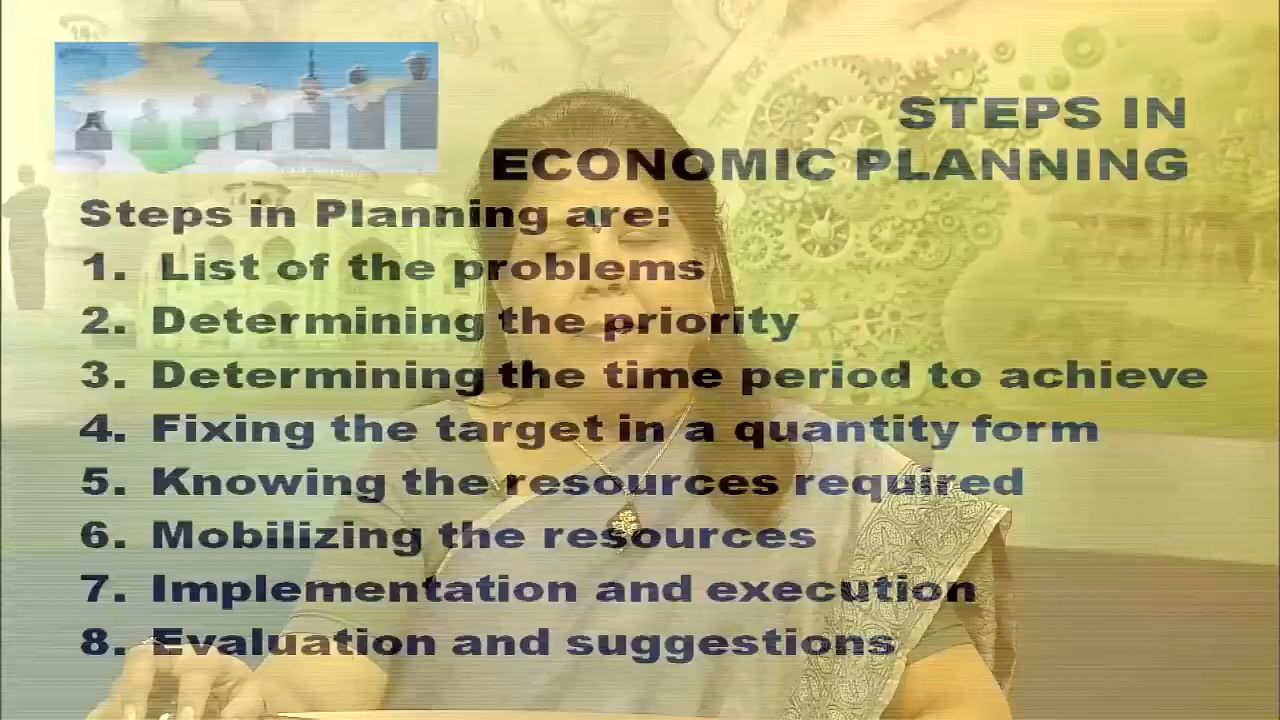 STEPS IN
ECONOMIC PLANNING
Steps in Planning are:
1. List of the problems
2. Determining the priority
3. Determining the time period to achieve
4. Fixing the target in a quantity form
5. Knowing the resources required
6. Mobilizing the resources
7. Implementation and execution
8. Evaluation and suggestions